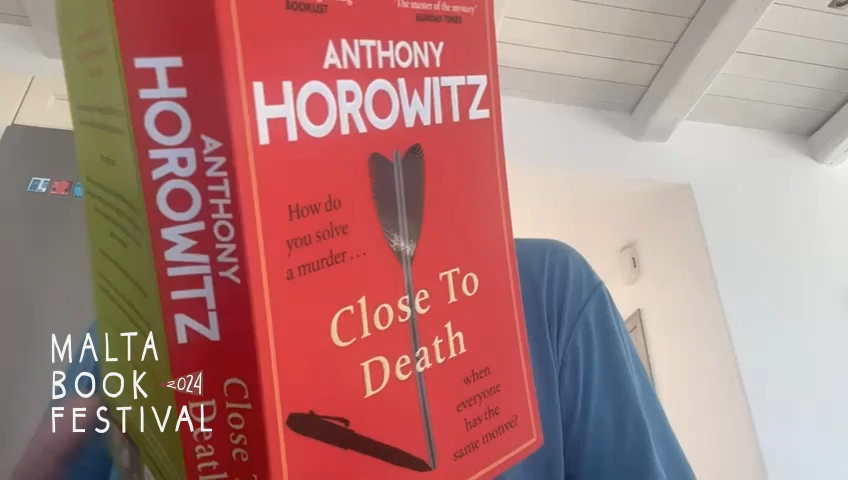 BOOKLIST
"The master of the mystery"
SUNDAY TIMES
ANTHONY
HOROWITZ
How do
you solve
a murder...
Close To
Death
when
everyone
has the
same motive?
ANTHONY
HOROWITZ
Close
Death
MALTA
BOOK 2024
FESTIVAL